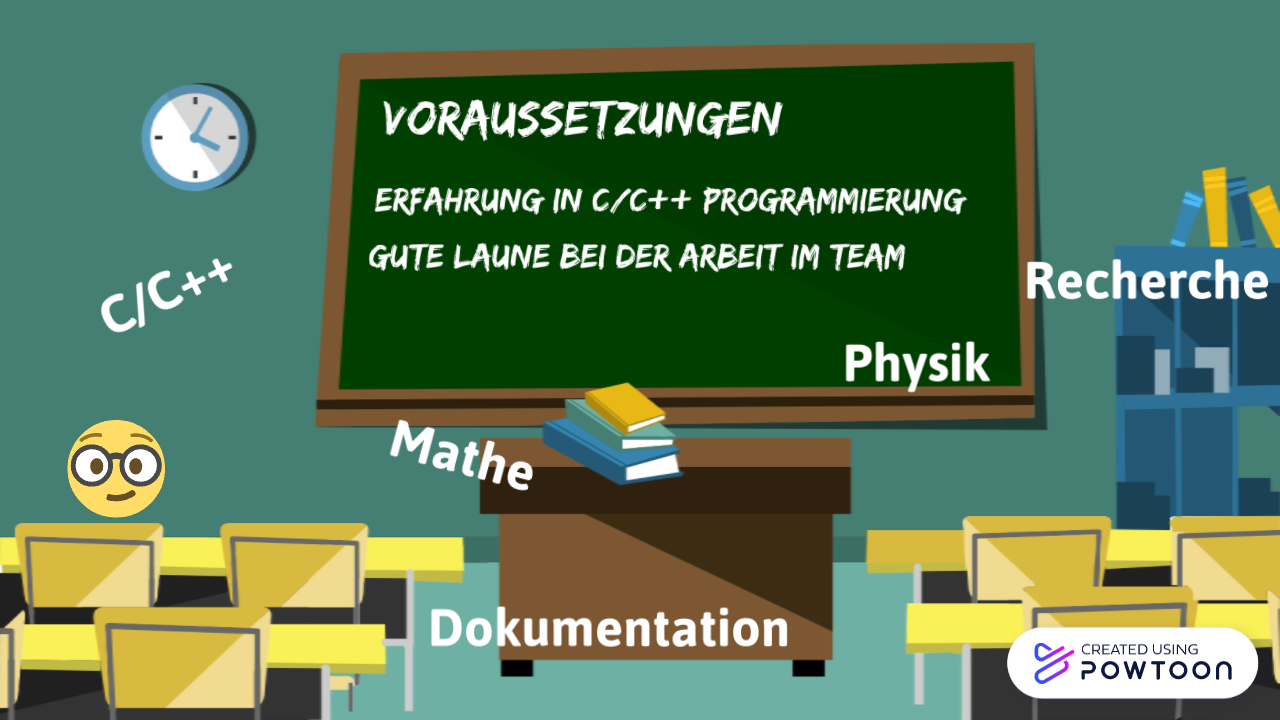 VORAUSSETZUNGEN
ERFAHRUNG IN C/C++ PROGRAMMIERUNG
GUTE LAUNE BEI DER ARBEIT IM TEAM
C/C++
Recherche
Physik
Mathe
Dokumentation
CREATED USING
POWTOON